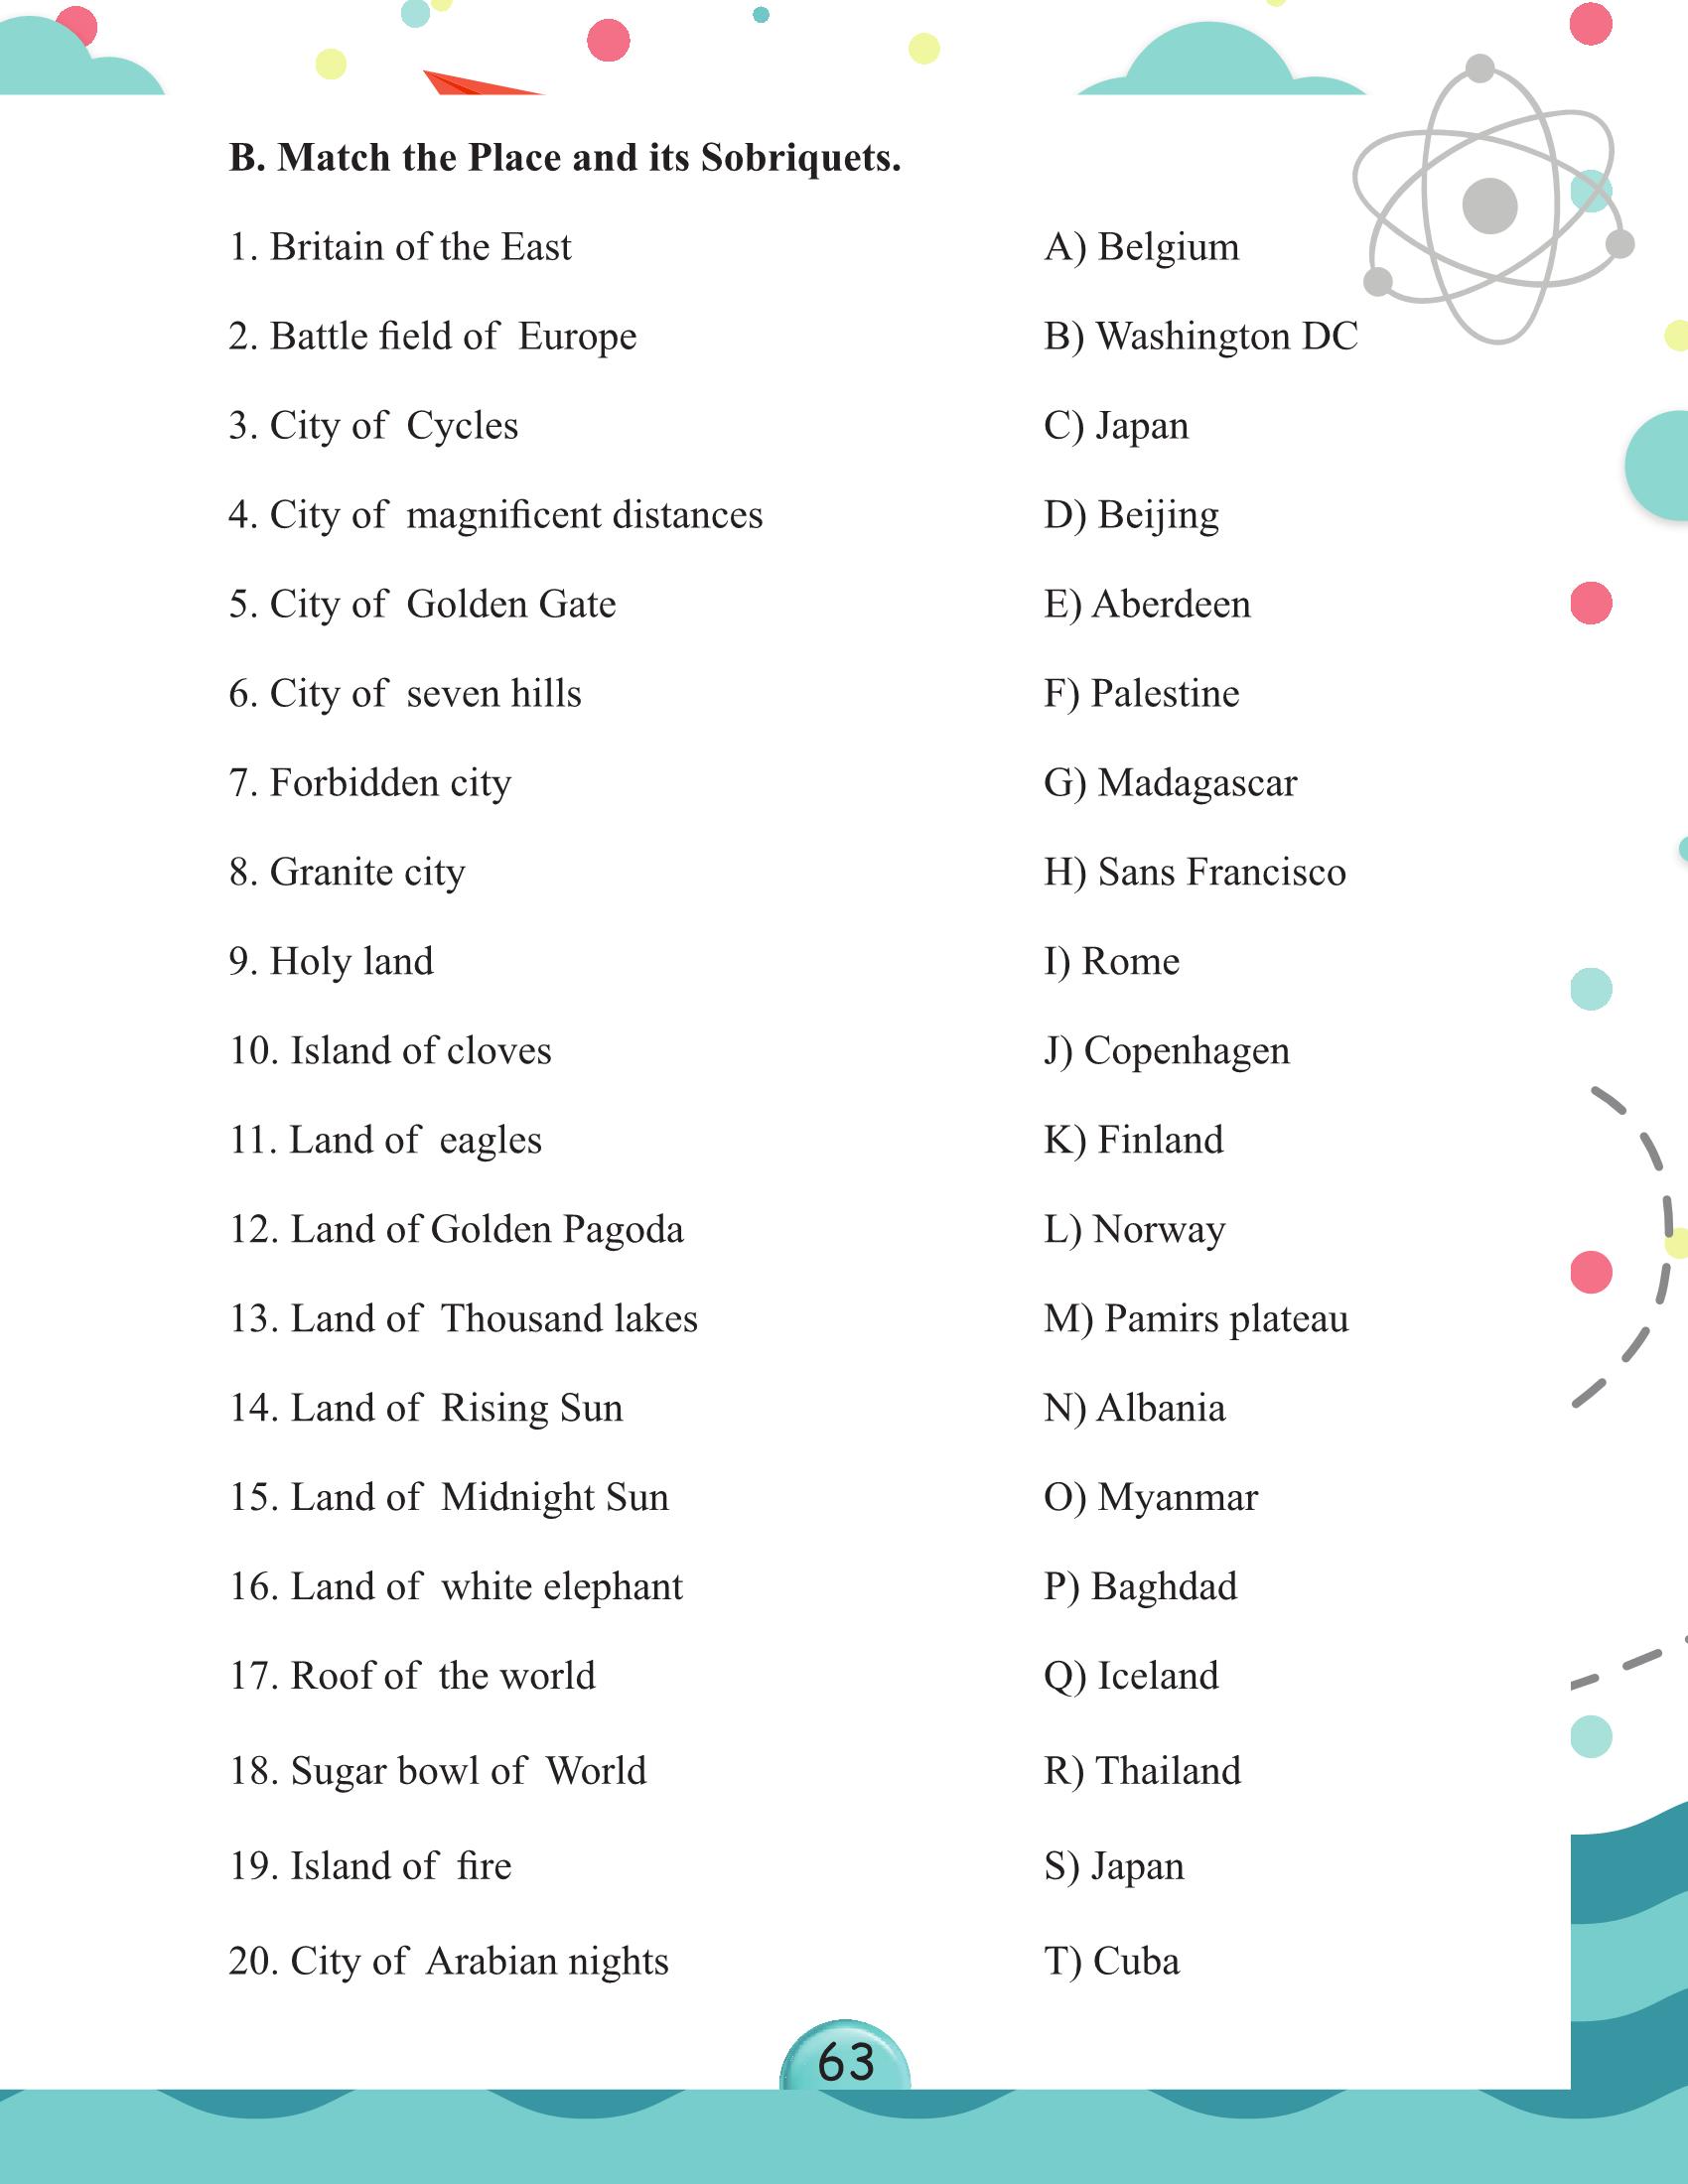 B. Match the Place and its Sobriquets.
1. Britain of the East A) Belgium
2. Battle field of Europe B) Washington DC
3. City of Cycles C) Japan
4. City of magnificent distances D) Beijing
5. City of Golden Gate E) Aberdeen
6. City of seven hills F) Palestine
7. Forbidden city G) Madagascar
8. Granite city H) Sans Francisco
9. Holy land I) Rome
10. Island of cloves J) Copenhagen
11. Land of eagles K) Finland
12. Land of Golden Pagoda L) Norway
13. Land of Thousand lakes M) Pamirs plateau
14. Land of Rising Sun N) Albania
15. Land of Midnight Sun O) Myanmar
16. Land of white elephant P) Baghdad
17. Roof of the world Q) Iceland
18. Sugar bowl of World R) Thailand
19. Island of fire S) Japan
20. City of Arabian nights T) Cuba
63